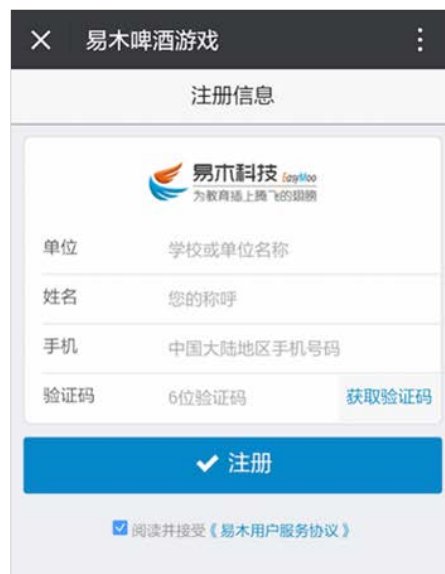 易木啤酒游戏
注册信息
易木科技 EasyMoo
为教育插上腾飞的翅膀
单位 学校或单位名称
姓名 您的称呼
手机 中国大陆地区手机号码
验证码 6位验证码 获取验证码
注册
阅读并接受《易木用户服务协议》